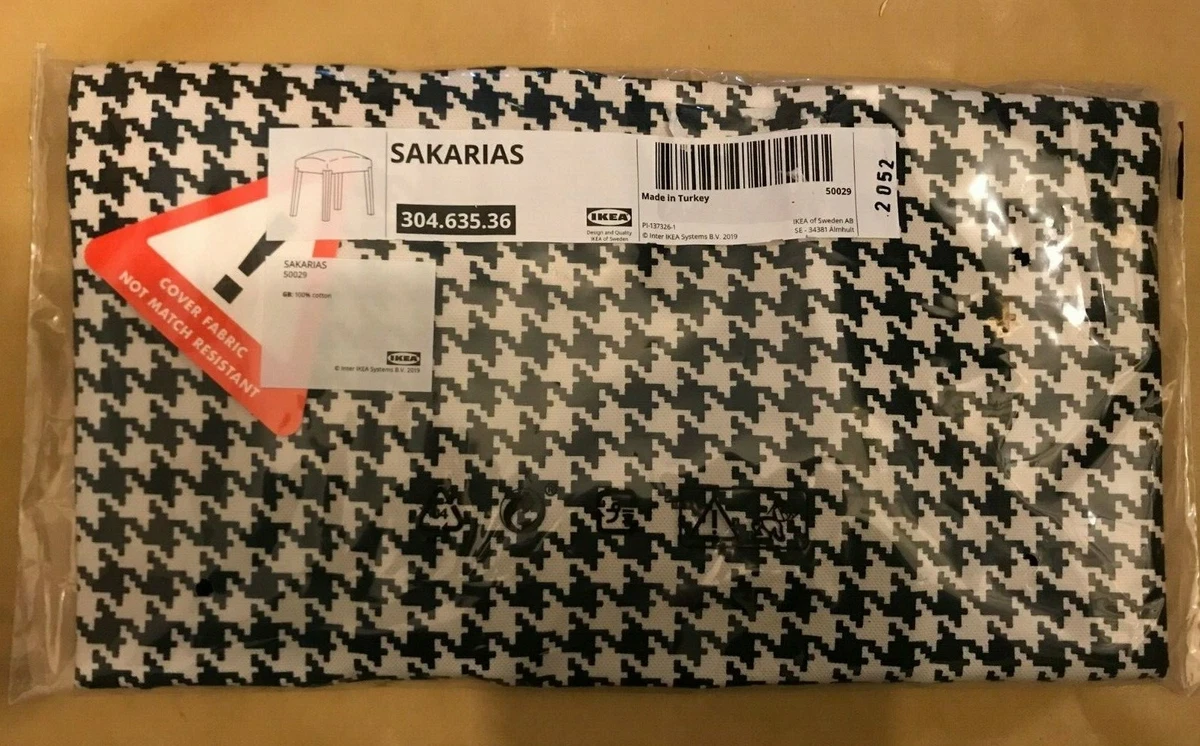 SAKARIAS
304.635.36
IKEA
Design and Quality
IKEA of Sweden
50029
Made in Turkey
PI-137326-1
© Inter IKEA Systems B.V. 2019
IKEA of Sweden AB
SE - 34381 Älmhult
2052
COVER FABRIC
NOT MATCH RESISTANT
SAKARIAS
50029
GB: 100% cotton
IKEA
© Inter IKEA Systems B.V. 2019